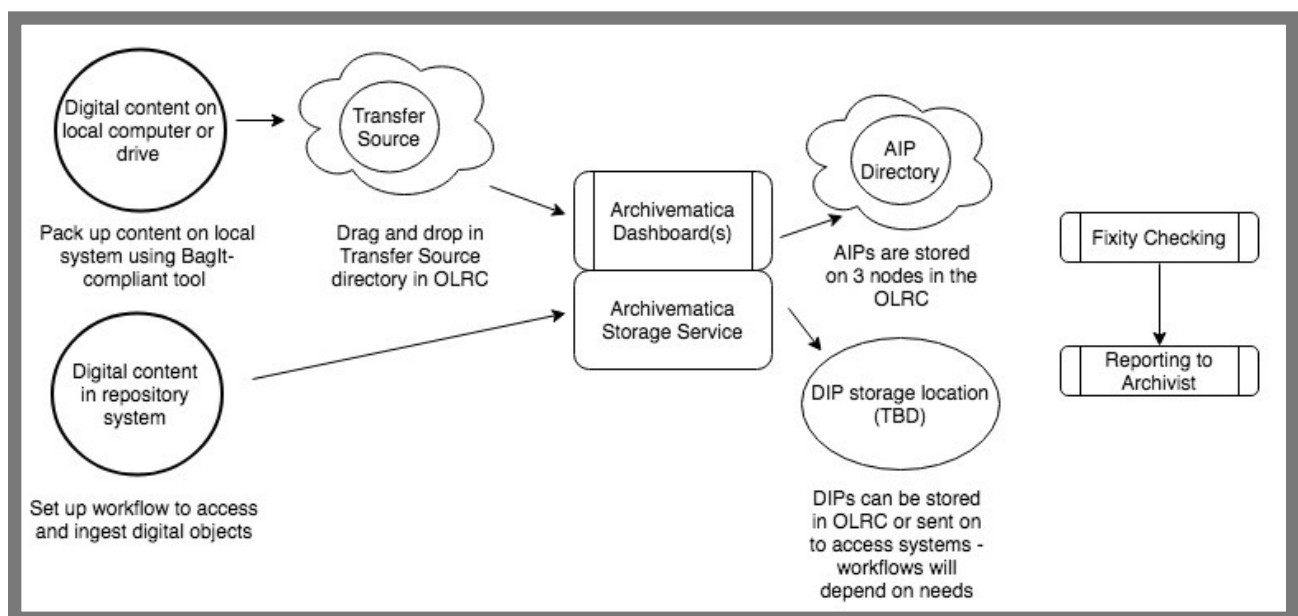 Digital content on
local computer or
drive
Pack up content on local
system using BagIt-
compliant tool
Transfer
Source
Drag and drop in
Transfer Source
directory in OLRC
Digital content
in repository
system
Set up workflow to access
and ingest digital objects
Archivematica
Dashboard(s)
Archivematica
Storage Service
AIP
Directory
AIPs are stored
on 3 nodes in the
OLRC
DIP storage location
(TBD)
DIPs can be stored
in OLRC or sent on
to access systems -
workflows will
depend on needs
Fixity Checking
Reporting to
Archivist